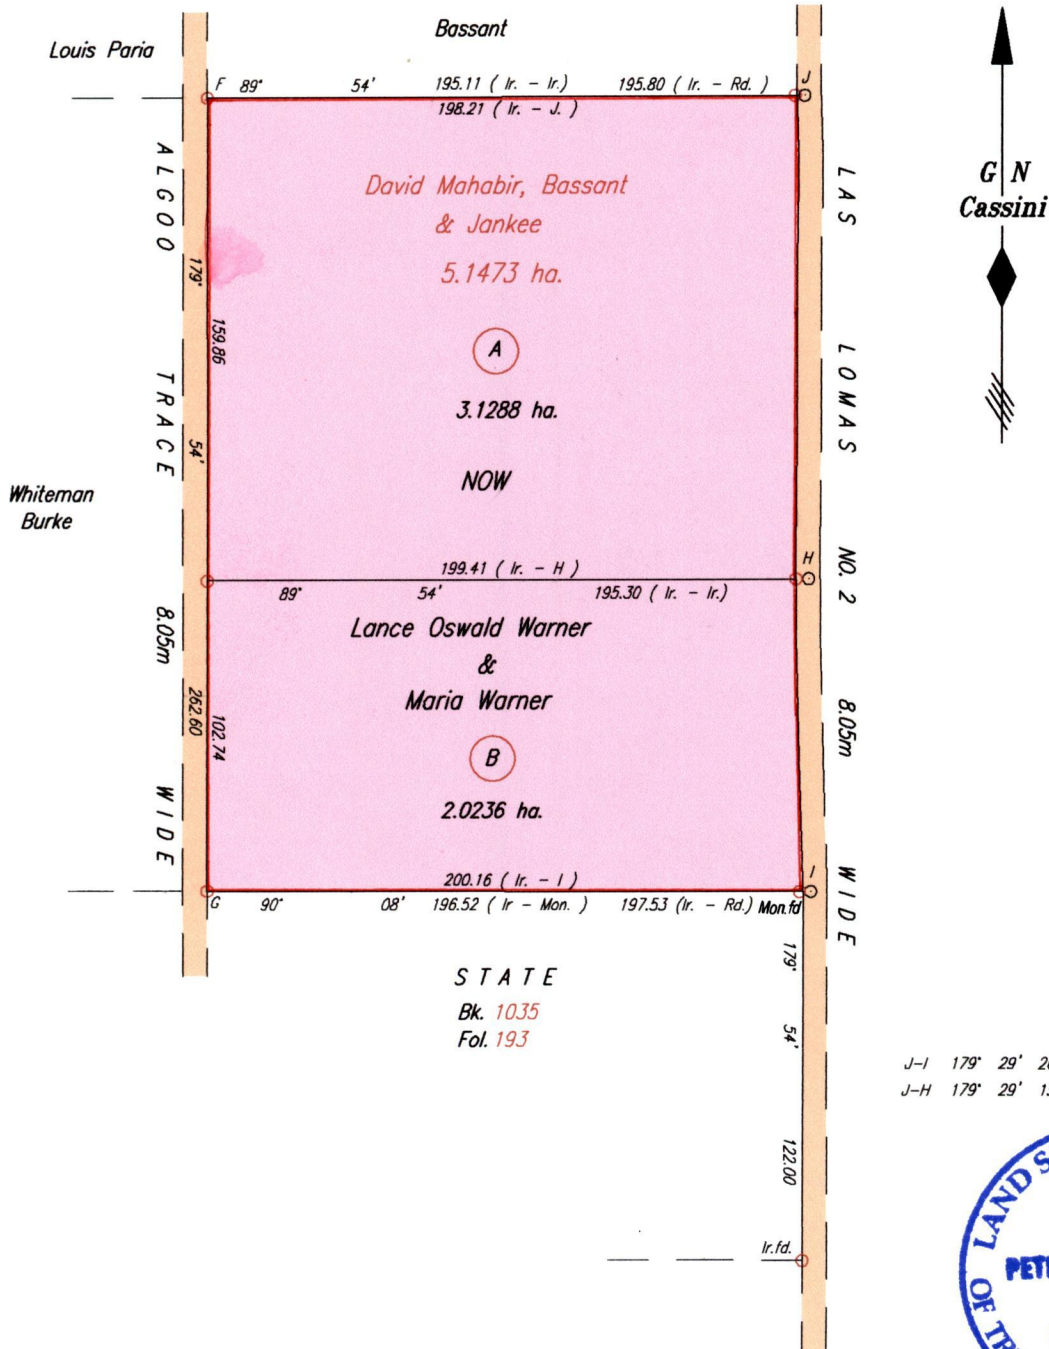 Bassant
Louis Paria
F 89° 54' 195.11 ( Ir. - Ir.) 195.80 ( Ir. - Rd. ) J
198.21 ( Ir. - J. )
G N
Cassini
David Mahabir, Bassant
& Jankee
5.1473 ha.
A
3.1288 ha.
NOW
ALGOO TRACE 8.05m WIDE
179° 54' 262.60
159.86
102.74
LAS LOMAS NO. 2 8.05m WIDE
Whiteman
Burke
199.41 ( Ir. - H ) H
89° 54' 195.30 ( Ir. - Ir.)
Lance Oswald Warner
&
Maria Warner
B
2.0236 ha.
200.16 ( Ir. - I ) I
G 90° 08' 196.52 ( Ir - Mon. ) 197.53 (Ir. - Rd.) Mon.fd
STATE
Bk. 1035
Fol. 193
179° 54' 122.00
Ir.fd.
J-I 179° 29'
J-H 179° 29'
OF LAND